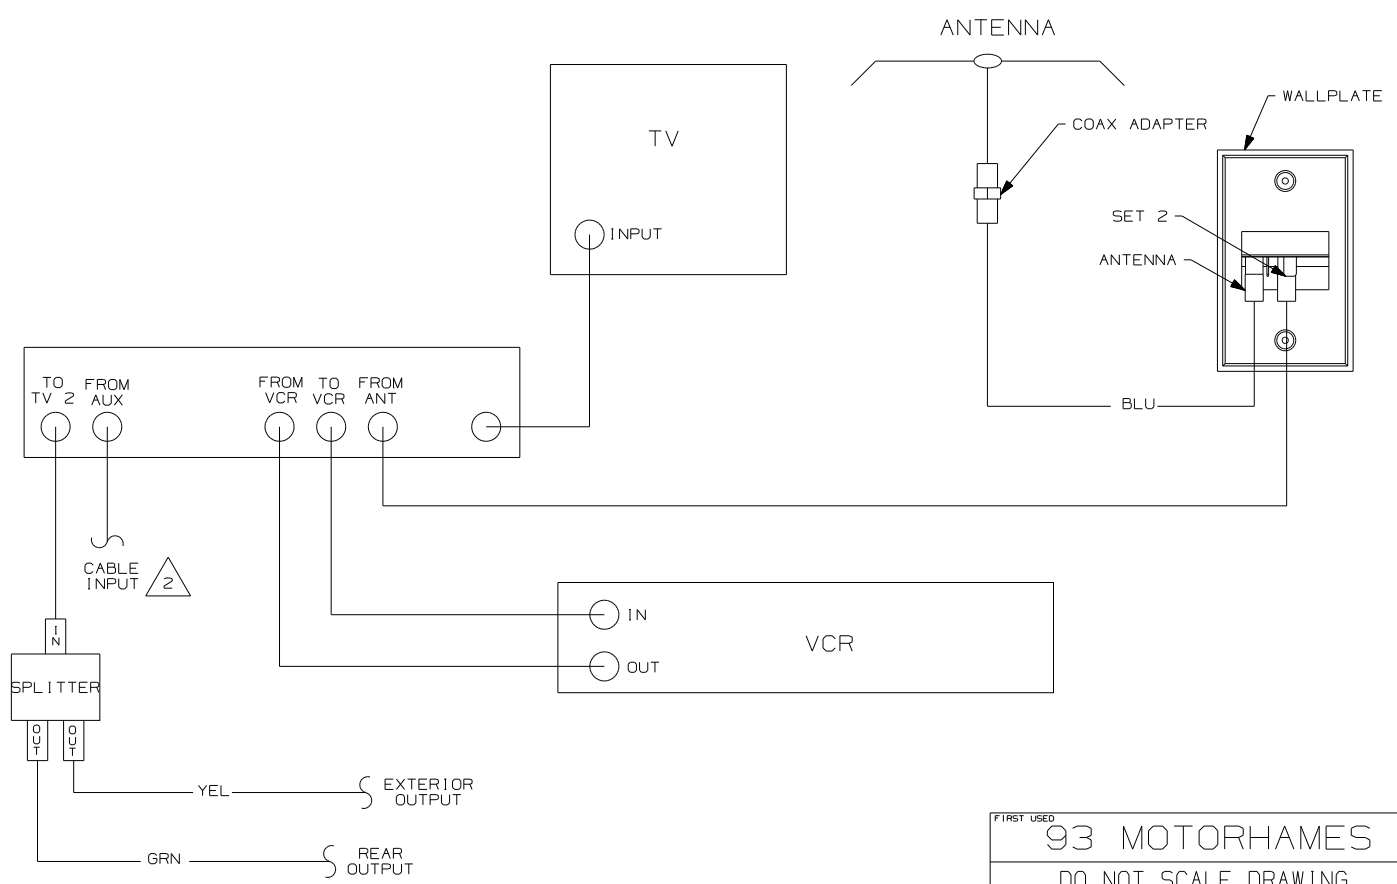 ANTENNA
WALLPLATE
COAX ADAPTER
TV
SET 2
INPUT
ANTENNA
TO
TV 2
FROM
AUX
FROM
VCR
TO
VCR
FROM
ANT
BLU
CABLE
INPUT
2
IN
IN
OUT
VCR
SPLITTER
OUT
OUT
YEL
EXTERIOR
OUTPUT
GRN
REAR
OUTPUT
FIRST USED
93 MOTORHAMES
DO NOT SCALE DRAWING